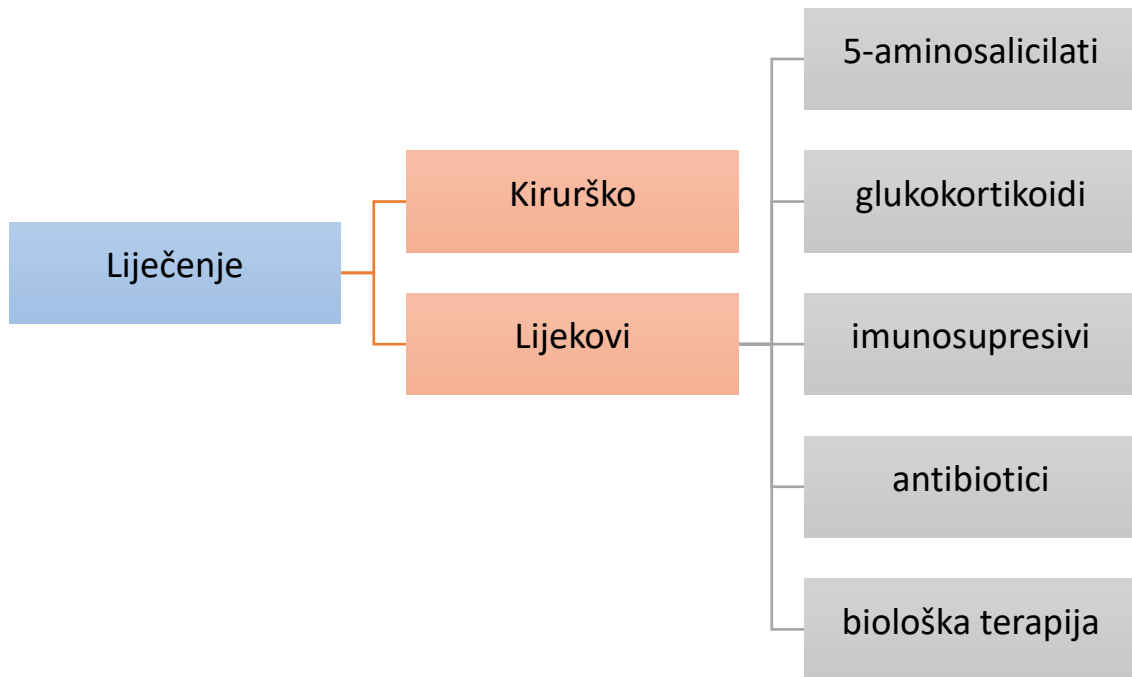 Liječenje
Kirurško
Lijekovi
5-aminosalicilati
glukokortikoidi
imunosupresivi
antibiotici
biološka terapija